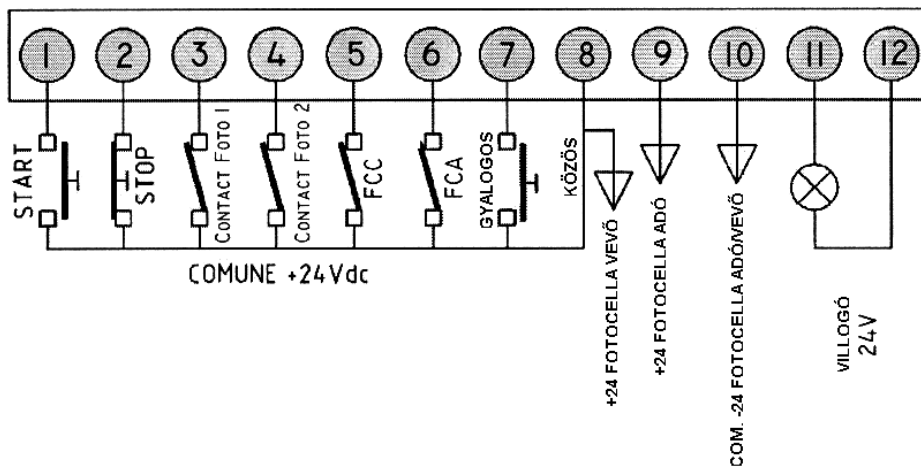 1 2 3 4 5 6 7 8 9 10 11 12
START
STOP
CONTACT FOTO 1
CONTACT FOTO 2
FCC
FCA
GYALOGOS
KÖZÖS
+24 FOTOCELLA VEVŐ
+24 FOTOCELLA ADÓ
COM. -24 FOTOCELLA ADÓ/VEVŐ
VILLOGÓ
24V
COMUNE +24Vdc